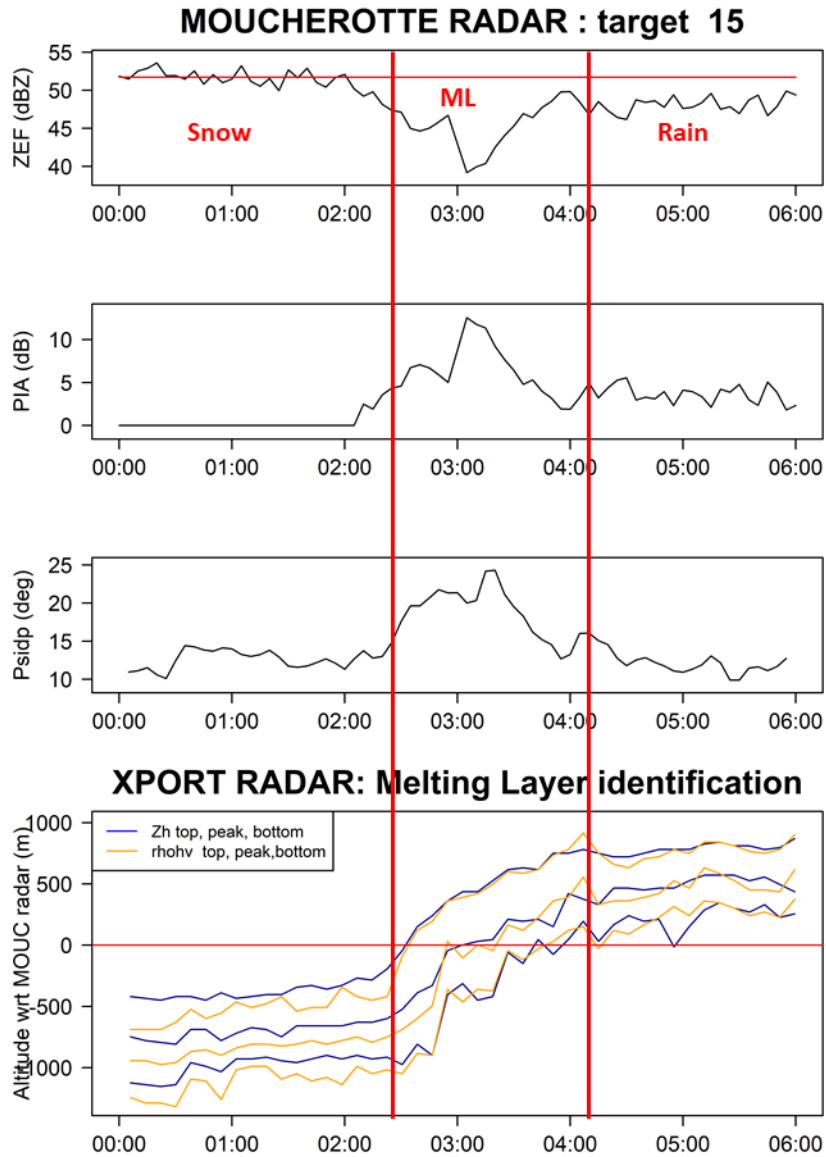 MOUCHEROTTE RADAR : target 15
ZEF (dBZ)
55
50
45
40
Snow
ML
Rain
00:00 01:00 02:00 03:00 04:00 05:00 06:00
PIA (dB)
10
5
0
00:00 01:00 02:00 03:00 04:00 05:00 06:00
Psidp (deg)
25
20
15
10
00:00 01:00 02:00 03:00 04:00 05:00 06:00
XPORT RADAR: Melting Layer identification
Altitude wrt MOUC radar (m)
1000
500
0
-500
-1000
Zh top, peak, bottom
rhohv top, peak,bottom
00:00 01:00 02:00 03:00 04:00 05:00 06:00